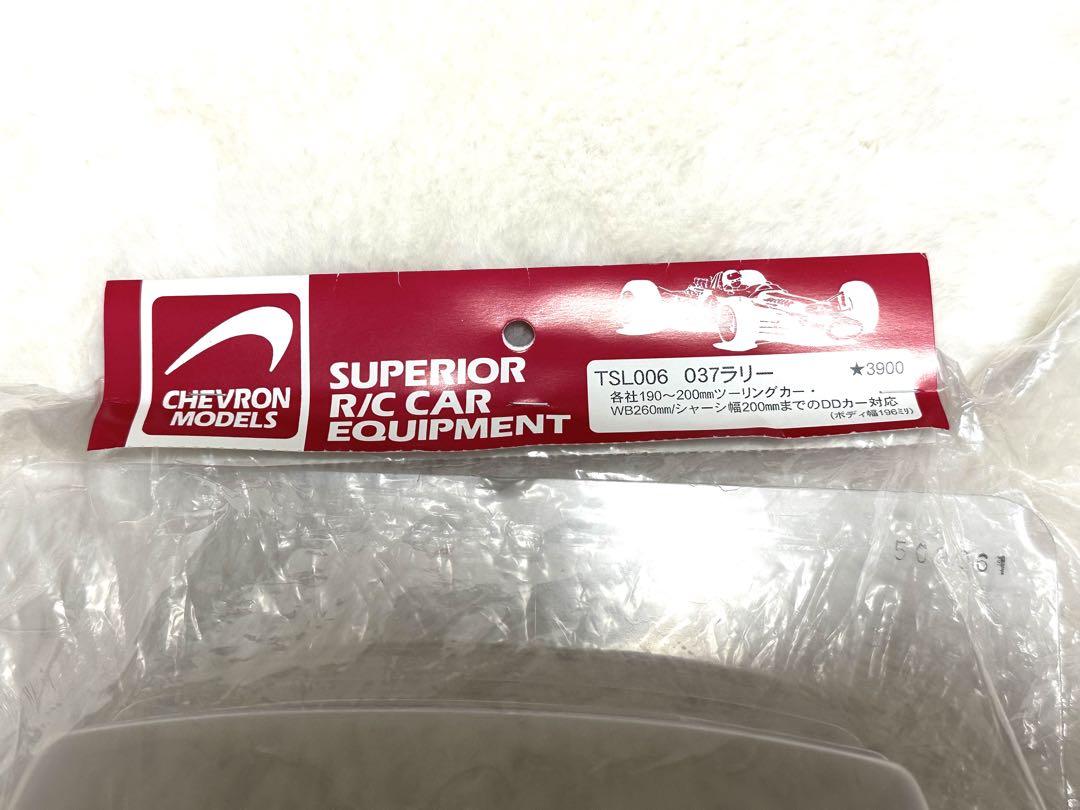 CHEVRON
MODELS
SUPERIOR
R/C CAR
EQUIPMENT
TSL006 037ラリー ★3900
各社190～200mmツーリングカー・
WB260mm/シャーシ幅200mmまでのDDカー対応
(ボディ幅196ミリ)